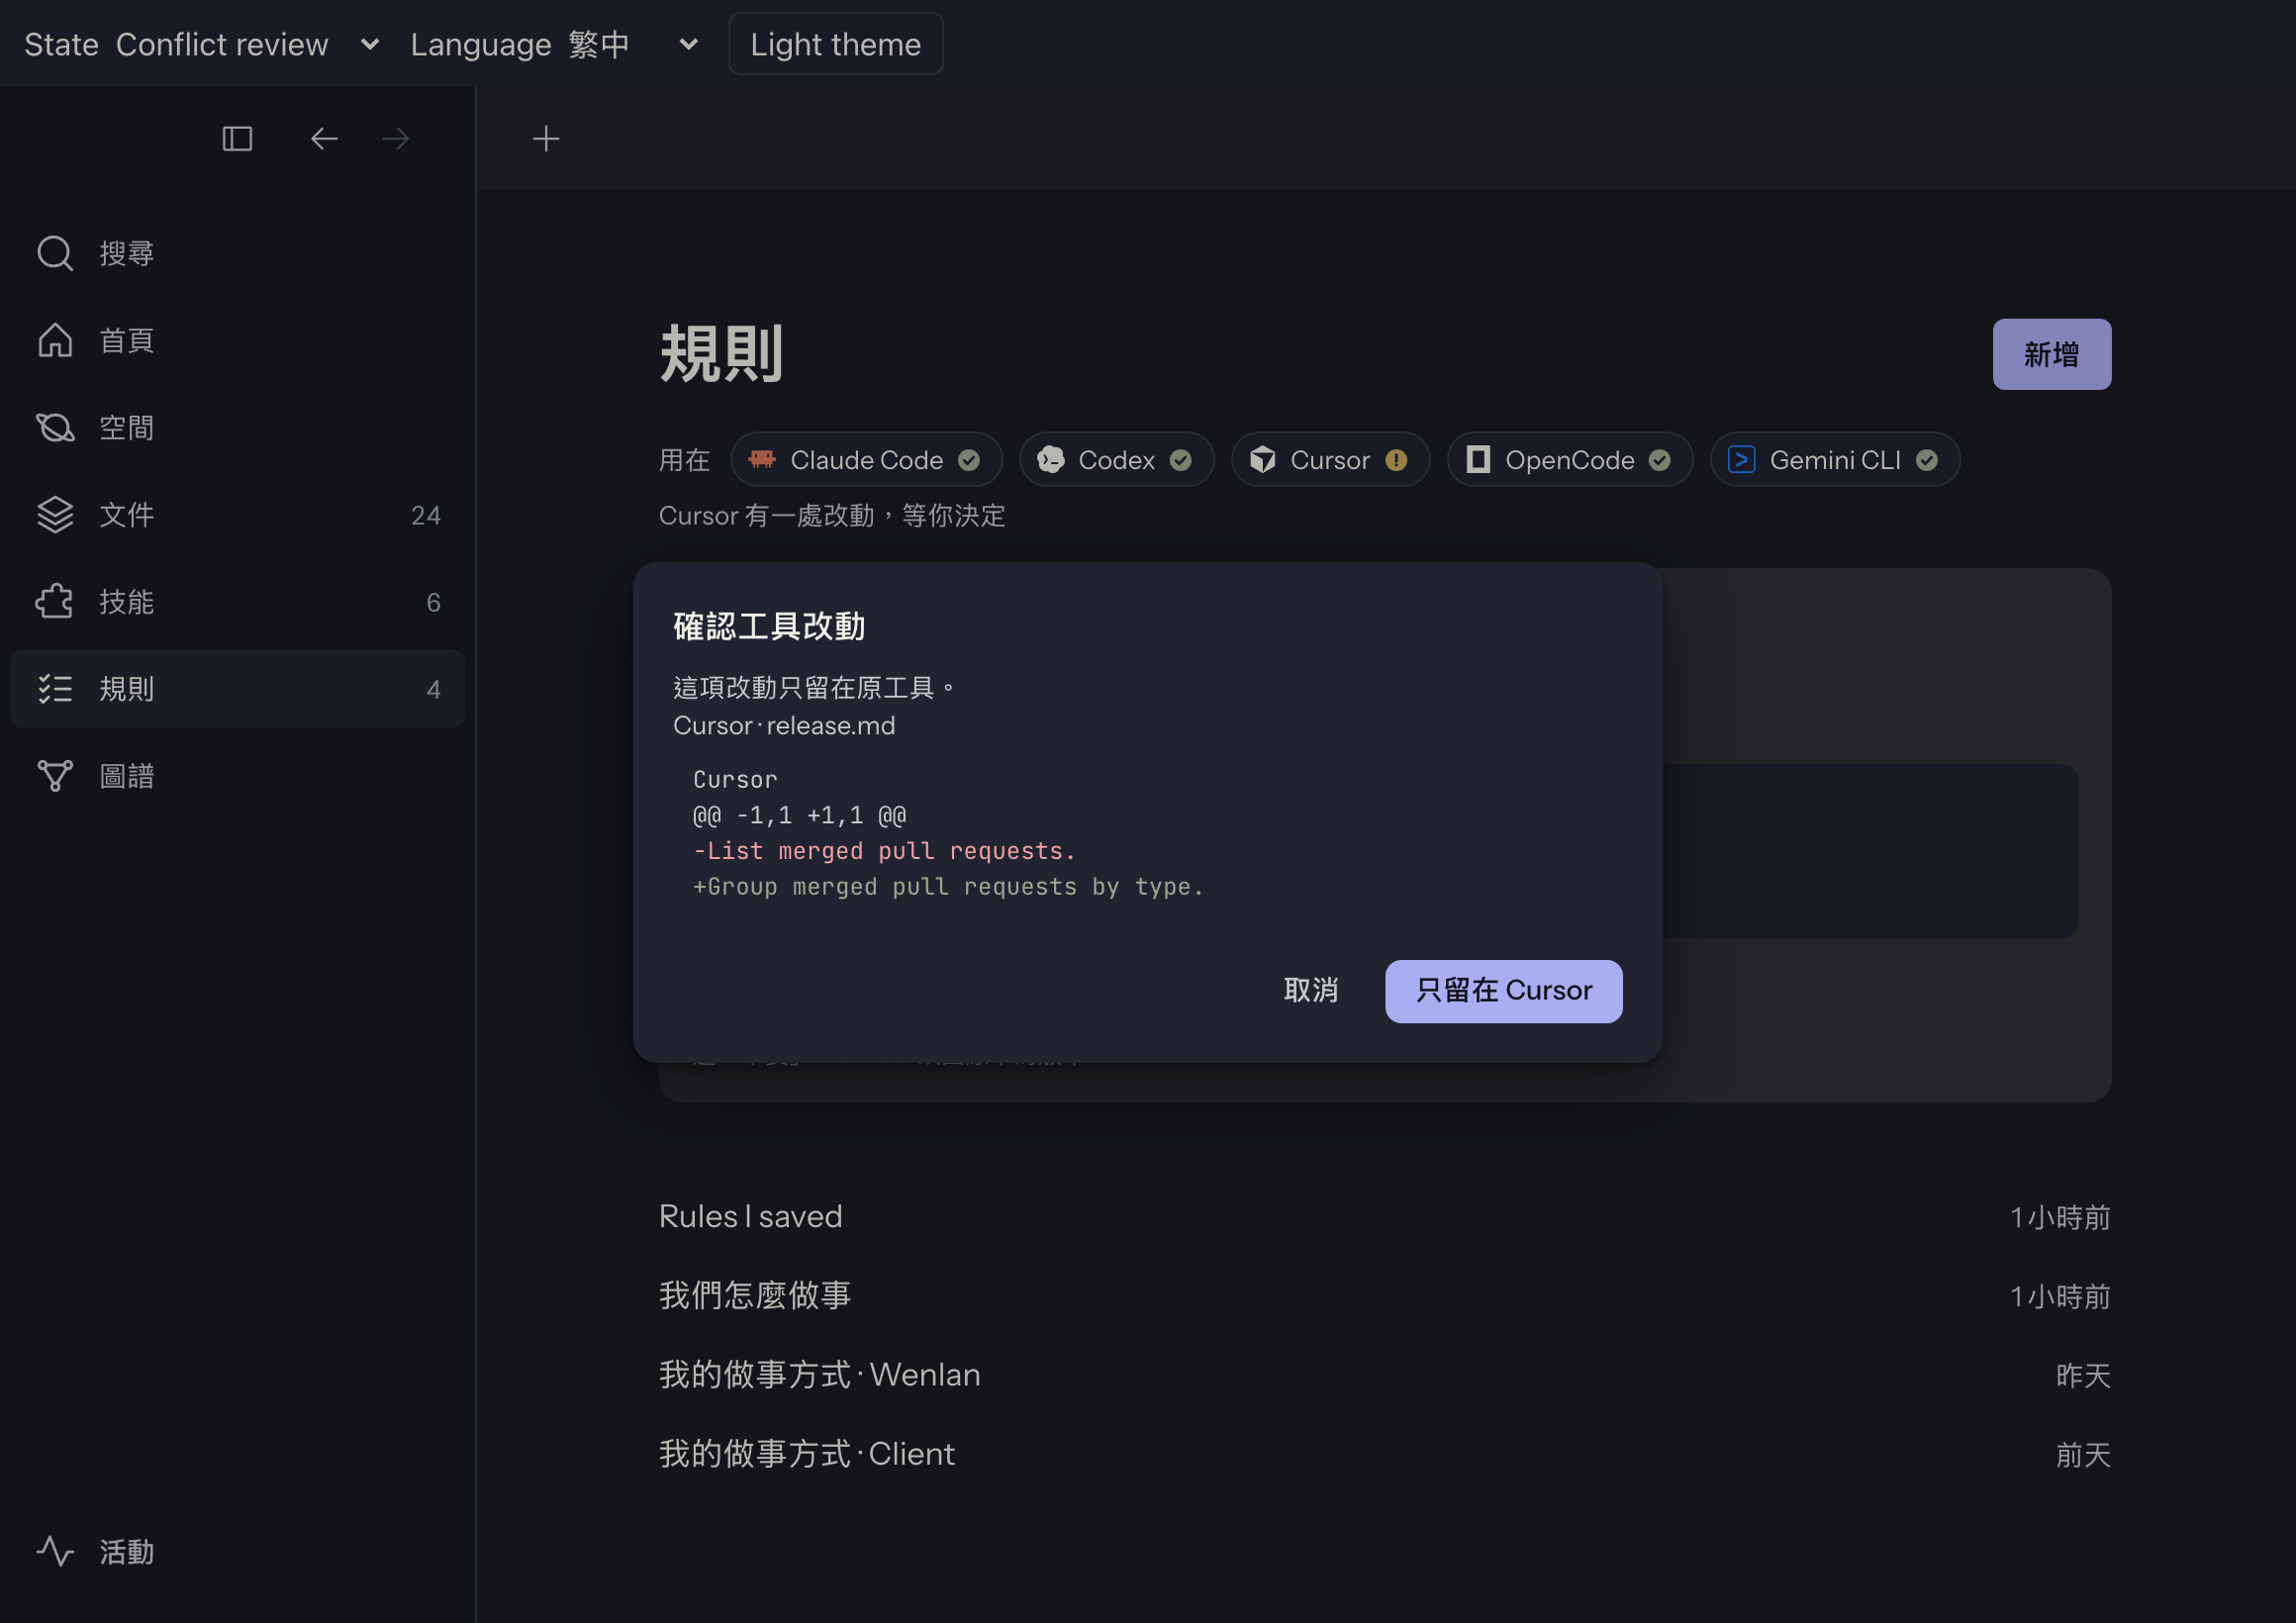 State Conflict review Language 繁中 Light theme
搜尋
首頁
空間
文件 24
技能 6
規則 4
圖譜
活動
規則
新增
用在 Claude Code Codex Cursor OpenCode Gemini CLI
Cursor 有一處改動，等你決定
確認工具改動
這項改動只留在原工具。
Cursor · release.md
Cursor
@@ -1,1 +1,1 @@
-List merged pull requests.
+Group merged pull requests by type.
取消 只留在 Cursor
Rules I saved 1 小時前
我們怎麼做事 1 小時前
我的做事方式 · Wenlan 昨天
我的做事方式 · Client 前天